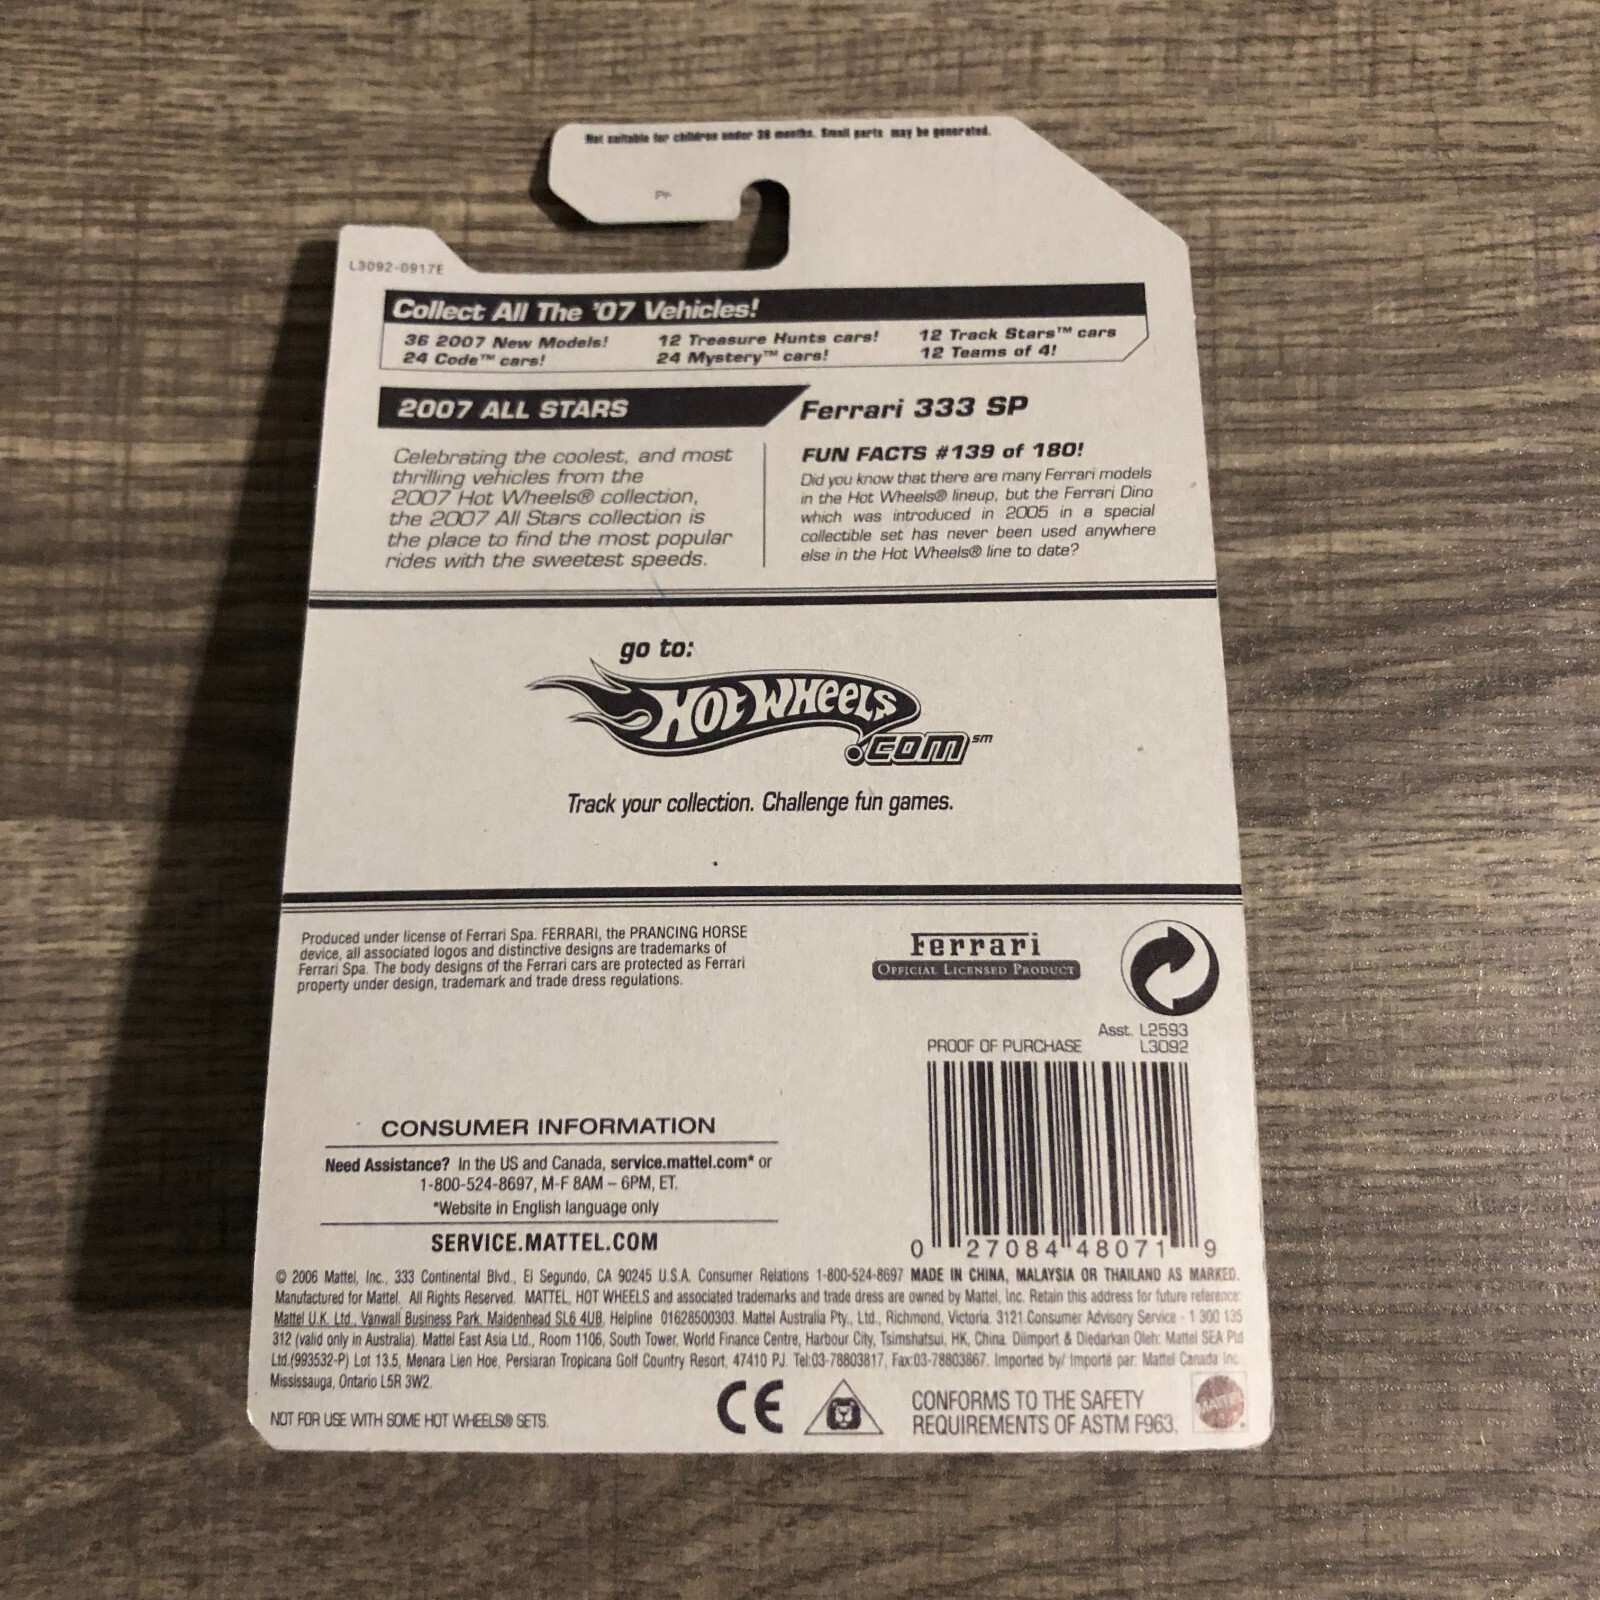 Not suitable for children under 36 months. Small parts may be generated.
L3092-0917E
Collect All The '07 Vehicles!
36 2007 New Models! 12 Treasure Hunts cars! 12 Track Stars™ cars
24 Code™ cars! 24 Mystery™ cars! 12 Teams of 4!
2007 ALL STARS
Celebrating the coolest, and most
thrilling vehicles from the
2007 Hot Wheels® collection,
the 2007 All Stars collection is
the place to find the most popular
rides with the sweetest speeds.
Ferrari 333 SP
FUN FACTS #139 of 180!
Did you know that there are many Ferrari models
in the Hot Wheels® lineup, but the Ferrari Dino
which was introduced in 2005 in a special
collectible set has never been used anywhere
else in the Hot Wheels® line to date?
go to:
Hot Wheels
.com℠
Track your collection. Challenge fun games.
Produced under license of Ferrari Spa. FERRARI, the PRANCING HORSE
device, all associated logos and distinctive designs are trademarks of
Ferrari Spa. The body designs of the Ferrari cars are protected as Ferrari
property under design, trademark and trade dress regulations.
Ferrari
OFFICIAL LICENSED PRODUCT
Asst. L2593
PROOF OF PURCHASE L3092
0 27084 48071 9
CONSUMER INFORMATION
Need Assistance? In the US and Canada, service.mattel.com* or
1-800-524-8697, M-F 8AM – 6PM, ET.
*Website in English language only
SERVICE.MATTEL.COM
© 2006 Mattel, Inc., 333 Continental Blvd., El Segundo, CA 90245 U.S.A. Consumer Relations 1-800-524-8697 MADE IN CHINA, MALAYSIA OR THAILAND AS MARKED.
Manufactured for Mattel. All Rights Reserved. MATTEL, HOT WHEELS and associated trademarks and trade dress are owned by Mattel, Inc. Retain this address for future reference:
Mattel U.K. Ltd., Vanwall Business Park, Maidenhead SL6 4UB. Helpline 01628500303. Mattel Australia Pty., Ltd., Richmond, Victoria. 3121 Consumer Advisory Service - 1 300 135
312 (valid only in Australia). Mattel East Asia Ltd., Room 1106, South Tower, World Finance Centre, Harbour City, Tsimshatsui, HK, China. Diimport & Diedarkan Oleh: Mattel SEA Ptd
Ltd.(993532-P) Lot 13.5, Menara Lien Hoe, Persiaran Tropicana Golf Country Resort, 47410 PJ. Tel:03-78803817, Fax:03-78803867. Imported by/ Importé par: Mattel Canada Inc.
Mississauga, Ontario L5R 3W2.
NOT FOR USE WITH SOME HOT WHEELS® SETS.
CE
CONFORMS TO THE SAFETY
REQUIREMENTS OF ASTM F963.
MATTEL